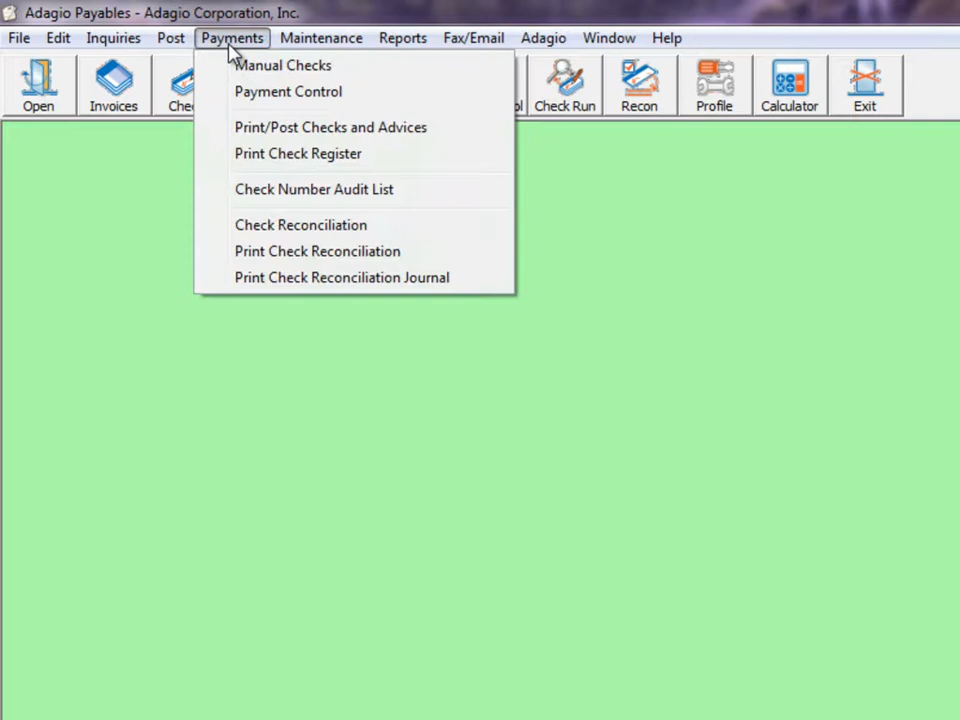 Adagio Payables - Adagio Corporation, Inc.
File Edit Inquiries Post Payments Maintenance Reports Fax/Email Adagio Window Help
Open Invoices Check Run Recon Profile Calculator Exit
Manual Checks
Payment Control
Print/Post Checks and Advices
Print Check Register
Check Number Audit List
Check Reconciliation
Print Check Reconciliation
Print Check Reconciliation Journal